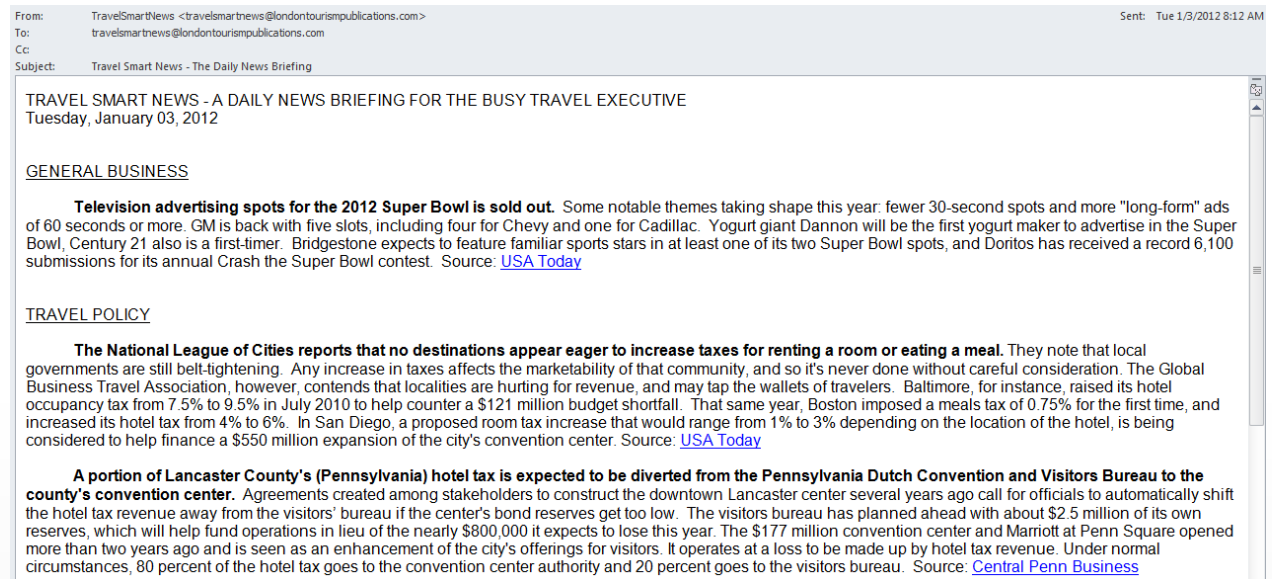 From: TravelSmartNews <travelsmartnews@londontourismpublications.com> Sent: Tue 1/3/2012 8:12 AM
To: travelsmartnews@londontourismpublications.com
Cc:
Subject: Travel Smart News - The Daily News Briefing
TRAVEL SMART NEWS - A DAILY NEWS BRIEFING FOR THE BUSY TRAVEL EXECUTIVE
Tuesday, January 03, 2012
GENERAL BUSINESS
Television advertising spots for the 2012 Super Bowl is sold out. Some notable themes taking shape this year: fewer 30-second spots and more "long-form" ads
of 60 seconds or more. GM is back with five slots, including four for Chevy and one for Cadillac. Yogurt giant Dannon will be the first yogurt maker to advertise in the Super
Bowl, Century 21 also is a first-timer. Bridgestone expects to feature familiar sports stars in at least one of its two Super Bowl spots, and Doritos has received a record 6,100
submissions for its annual Crash the Super Bowl contest. Source: USA Today
TRAVEL POLICY
The National League of Cities reports that no destinations appear eager to increase taxes for renting a room or eating a meal. They note that local
governments are still belt-tightening. Any increase in taxes affects the marketability of that community, and so it's never done without careful consideration. The Global
Business Travel Association, however, contends that localities are hurting for revenue, and may tap the wallets of travelers. Baltimore, for instance, raised its hotel
occupancy tax from 7.5% to 9.5% in July 2010 to help counter a $121 million budget shortfall. That same year, Boston imposed a meals tax of 0.75% for the first time, and
increased its hotel tax from 4% to 6%. In San Diego, a proposed room tax increase that would range from 1% to 3% depending on the location of the hotel, is being
considered to help finance a $550 million expansion of the city's convention center. Source: USA Today
A portion of Lancaster County's (Pennsylvania) hotel tax is expected to be diverted from the Pennsylvania Dutch Convention and Visitors Bureau to the
county's convention center. Agreements created among stakeholders to construct the downtown Lancaster center several years ago call for officials to automatically shift
the hotel tax revenue away from the visitors' bureau if the center's bond reserves get too low. The visitors bureau has planned ahead with about $2.5 million of its own
reserves, which will help fund operations in lieu of the nearly $800,000 it expects to lose this year. The $177 million convention center and Marriott at Penn Square opened
more than two years ago and is seen as an enhancement of the city's offerings for visitors. It operates at a loss to be made up by hotel tax revenue. Under normal
circumstances, 80 percent of the hotel tax goes to the convention center authority and 20 percent goes to the visitors bureau. Source: Central Penn Business